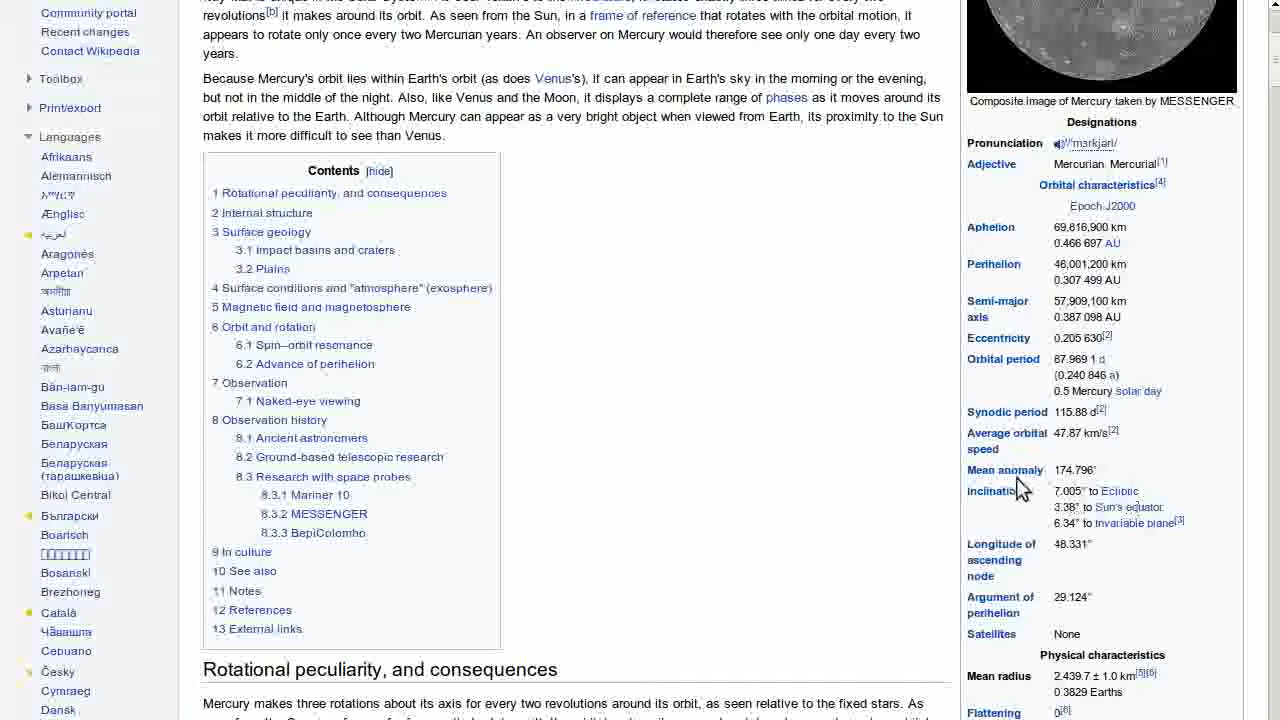 Community portal
Recent changes
Contact Wikipedia
Toolbox
Print/export
Languages
Afrikaans
Alemannisch
አማርኛ
Ænglisc
العربية
Aragonés
Arpetan
অসমীয়া
Asturianu
Avañe'ẽ
Azərbaycanca
বাংলা
Bân-lâm-gú
Basa Banyumasan
Башҡортса
Беларуская
Беларуская
(тарашкевіца)
Bikol Central
Български
Boarisch
Bosanski
Brezhoneg
Català
Чӑвашла
Cebuano
Česky
Cymraeg
Dansk
revolutions[b] it makes around its orbit. As seen from the Sun, in a frame of reference that rotates with the orbital motion, it
appears to rotate only once every two Mercurian years. An observer on Mercury would therefore see only one day every two
years.
Because Mercury's orbit lies within Earth's orbit (as does Venus's), it can appear in Earth's sky in the morning or the evening,
but not in the middle of the night. Also, like Venus and the Moon, it displays a complete range of phases as it moves around its
orbit relative to the Earth. Although Mercury can appear as a very bright object when viewed from Earth, its proximity to the Sun
makes it more difficult to see than Venus.
Contents [hide]
1 Rotational peculiarity, and consequences
2 Internal structure
3 Surface geology
3.1 Impact basins and craters
3.2 Plains
4 Surface conditions and "atmosphere" (exosphere)
5 Magnetic field and magnetosphere
6 Orbit and rotation
6.1 Spin–orbit resonance
6.2 Advance of perihelion
7 Observation
7.1 Naked-eye viewing
8 Observation history
8.1 Ancient astronomers
8.2 Ground-based telescopic research
8.3 Research with space probes
8.3.1 Mariner 10
8.3.2 MESSENGER
8.3.3 BepiColombo
9 In culture
10 See also
11 Notes
12 References
13 External links
Rotational peculiarity, and consequences
Mercury makes three rotations about its axis for every two revolutions around its orbit, as seen relative to the fixed stars. As
Composite image of Mercury taken by MESSENGER
Designations
Pronunciation /ˈmɜrkjəri/
Adjective Mercurian, Mercurial[1]
Orbital characteristics[4]
Epoch J2000
Aphelion 69,816,900 km
0.466 697 AU
Perihelion 46,001,200 km
0.307 499 AU
Semi-major 57,909,100 km
axis 0.387 098 AU
Eccentricity 0.205 630[2]
Orbital period 87.969 1 d
(0.240 846 a)
0.5 Mercury solar day
Synodic period 115.88 d[2]
Average orbital 47.87 km/s[2]
speed
Mean anomaly 174.796°
Inclination 7.005° to Ecliptic
3.38° to Sun's equator
6.34° to Invariable plane[3]
Longitude of 48.331°
ascending
node
Argument of 29.124°
perihelion
Satellites None
Physical characteristics
Mean radius 2,439.7 ± 1.0 km[5][6]
0.3829 Earths
Flattening 0[6]